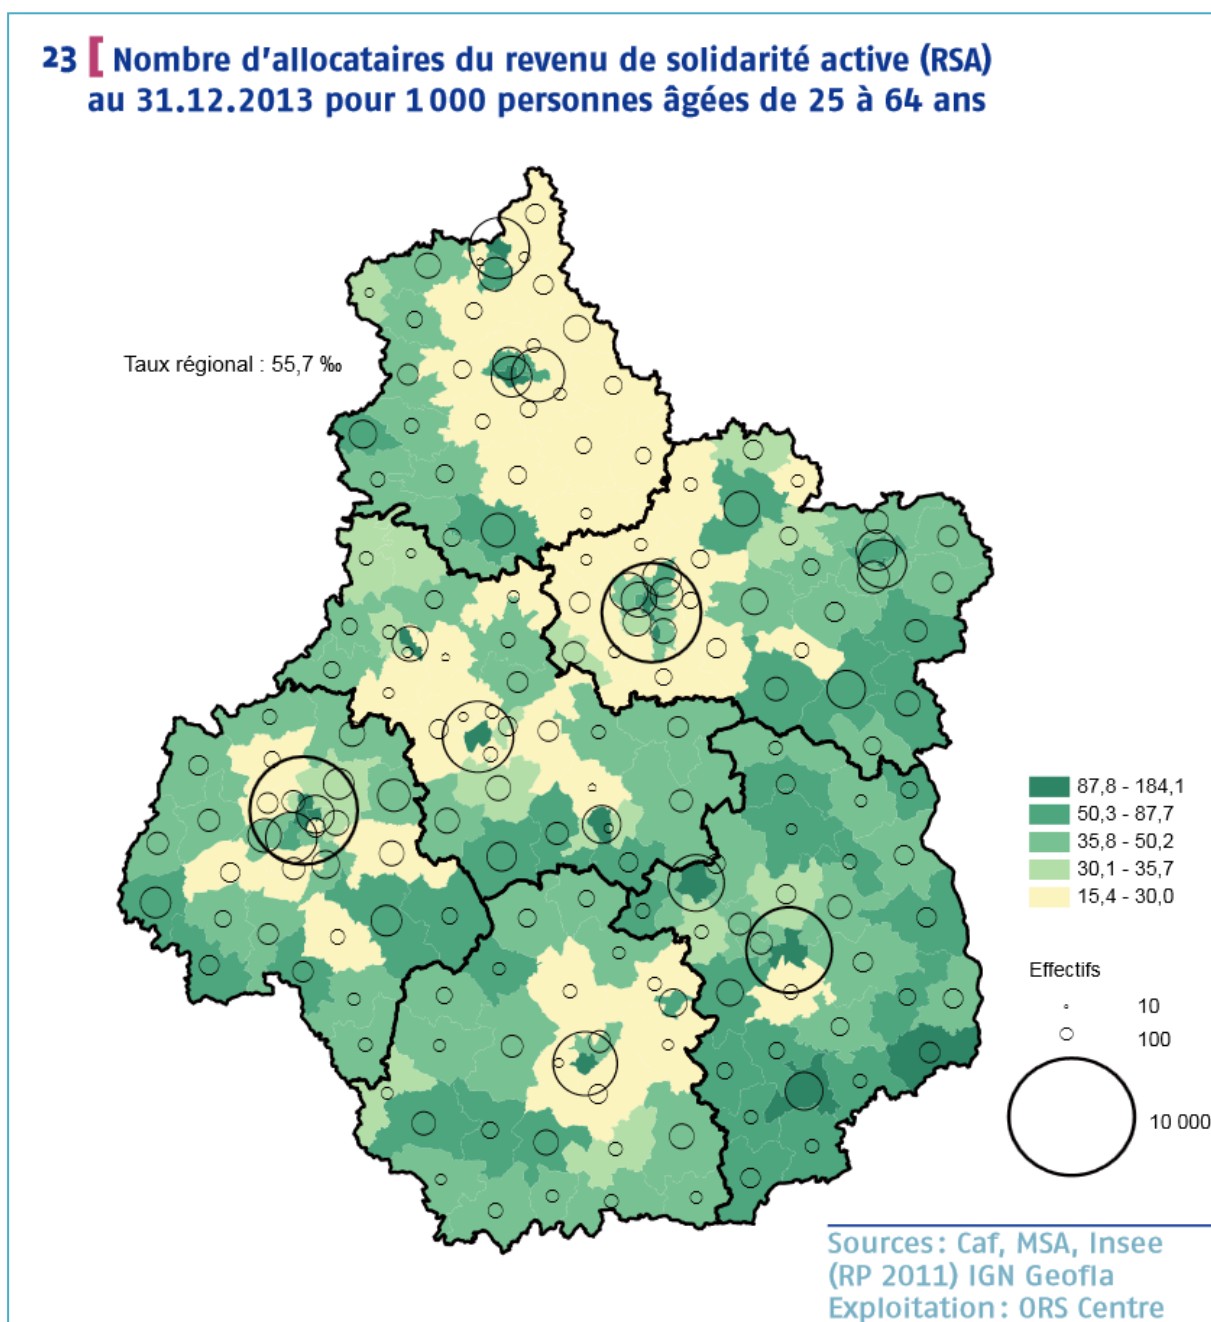 23 [ Nombre d'allocataires du revenu de solidarité active (RSA)
au 31.12.2013 pour 1 000 personnes âgées de 25 à 64 ans
Taux régional : 55,7 ‰
87,8 - 184,1
50,3 - 87,7
35,8 - 50,2
30,1 - 35,7
15,4 - 30,0
Effectifs
10
100
10 000
Sources : Caf, MSA, Insee
(RP 2011) IGN Geofla
Exploitation : ORS Centre